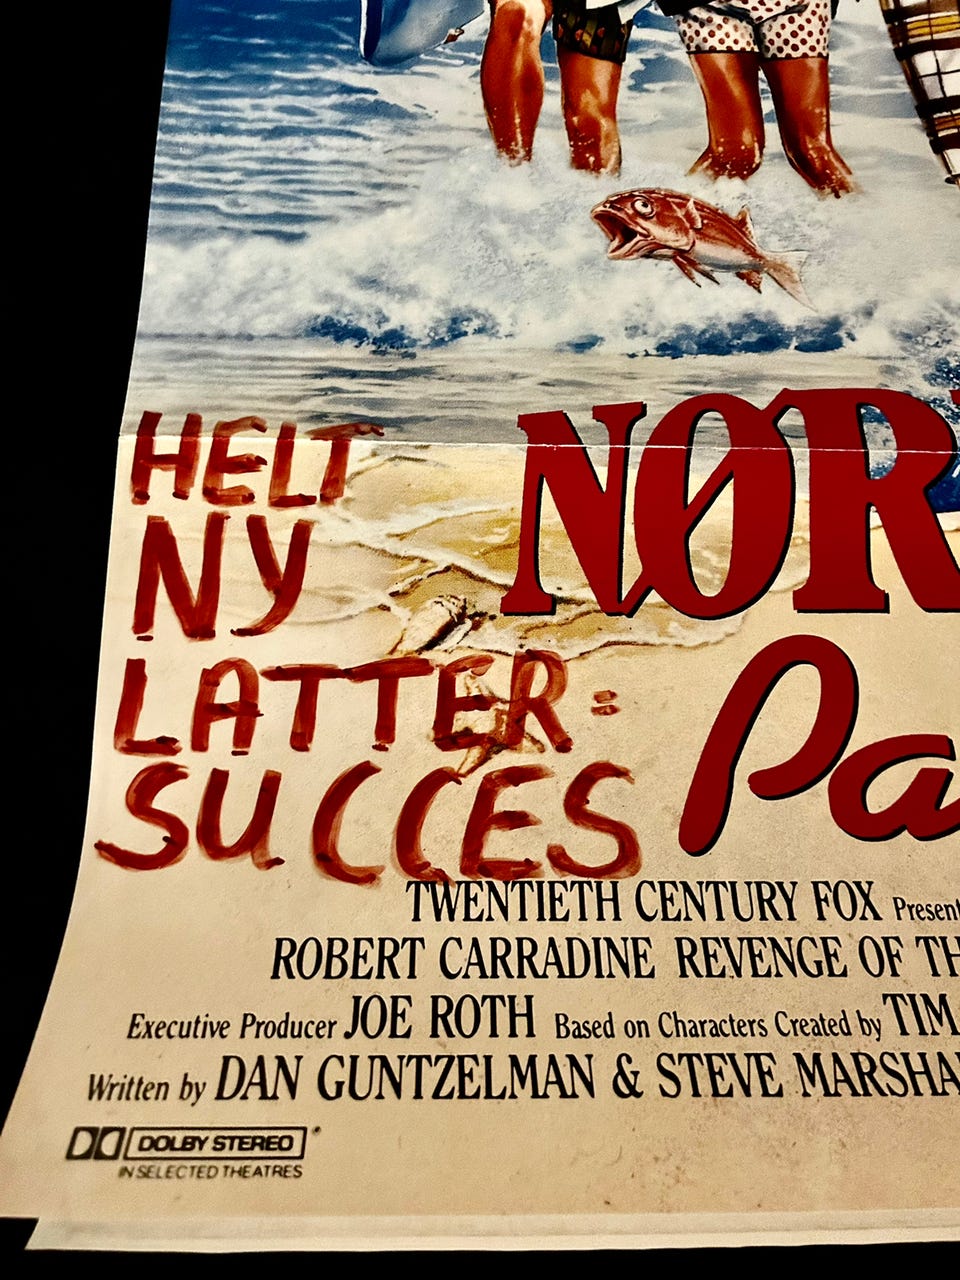 HELT
NY
LATTER=
SUCCES
NØR
Pa
TWENTIETH CENTURY FOX Present
ROBERT CARRADINE REVENGE OF TH
Executive Producer JOE ROTH Based on Characters Created by TIM
Written by DAN GUNTZELMAN & STEVE MARSHA
DOLBY STEREO
IN SELECTED THEATRES